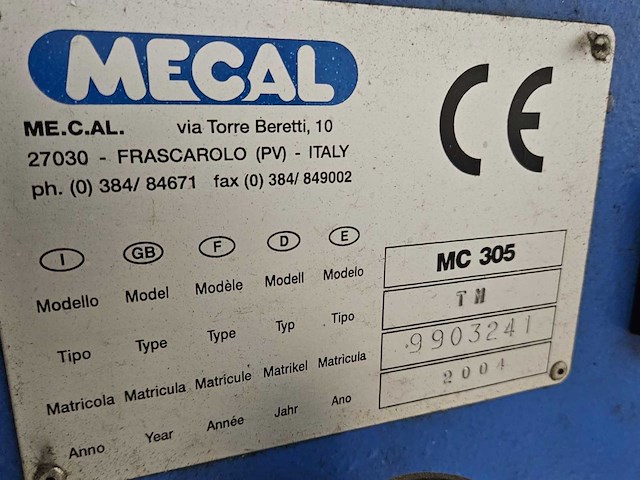 MECAL
CE
ME.C.AL. via Torre Beretti, 10
27030 - FRASCAROLO (PV) - ITALY
ph. (0) 384/ 84671 fax (0) 384/ 849002
I GB F D E
Modello Model Modèle Modell Modelo MC 305
Tipo Type Type Typ Tipo TM
Matricola Matricula Matricule Matrikel Matricula 9903241
Anno Year Année Jahr Ano 2004